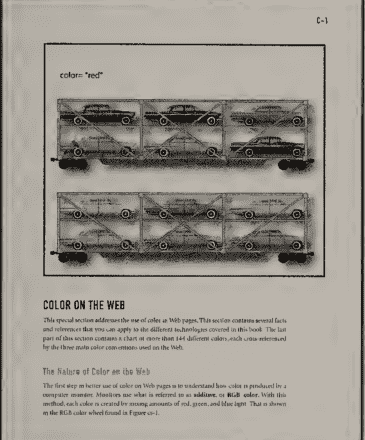 C-1
color= "red"
COLOR ON THE WEB
This special section addresses the use of color in Web pages. This section contains several facts
and references that you can apply to the different technologies covered in this book. The last
part of this section contains a chart of more than 144 different colors, each cross-referenced
by the three main color conventions used on the Web.
The Nature of Color on the Web
The first step to better use of color on Web pages is to understand how color is produced by a
computer monitor. Monitors use what is referred to as additive, or RGB color. With this
method, each color is created by mixing amounts of red, green, and blue light. That is shown
in the RGB color wheel found in Figure cs-1.